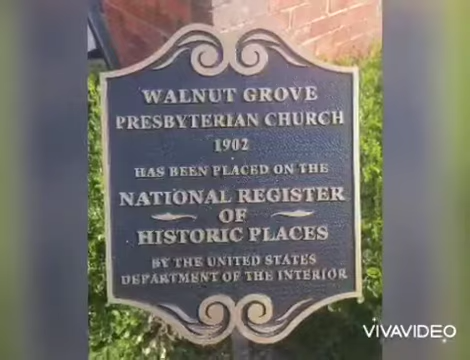 WALNUT GROVE
PRESBYTERIAN CHURCH
1902
HAS BEEN PLACED ON THE
NATIONAL REGISTER
OF
HISTORIC PLACES
BY THE UNITED STATES
DEPARTMENT OF THE INTERIOR
VIVAVIDEO